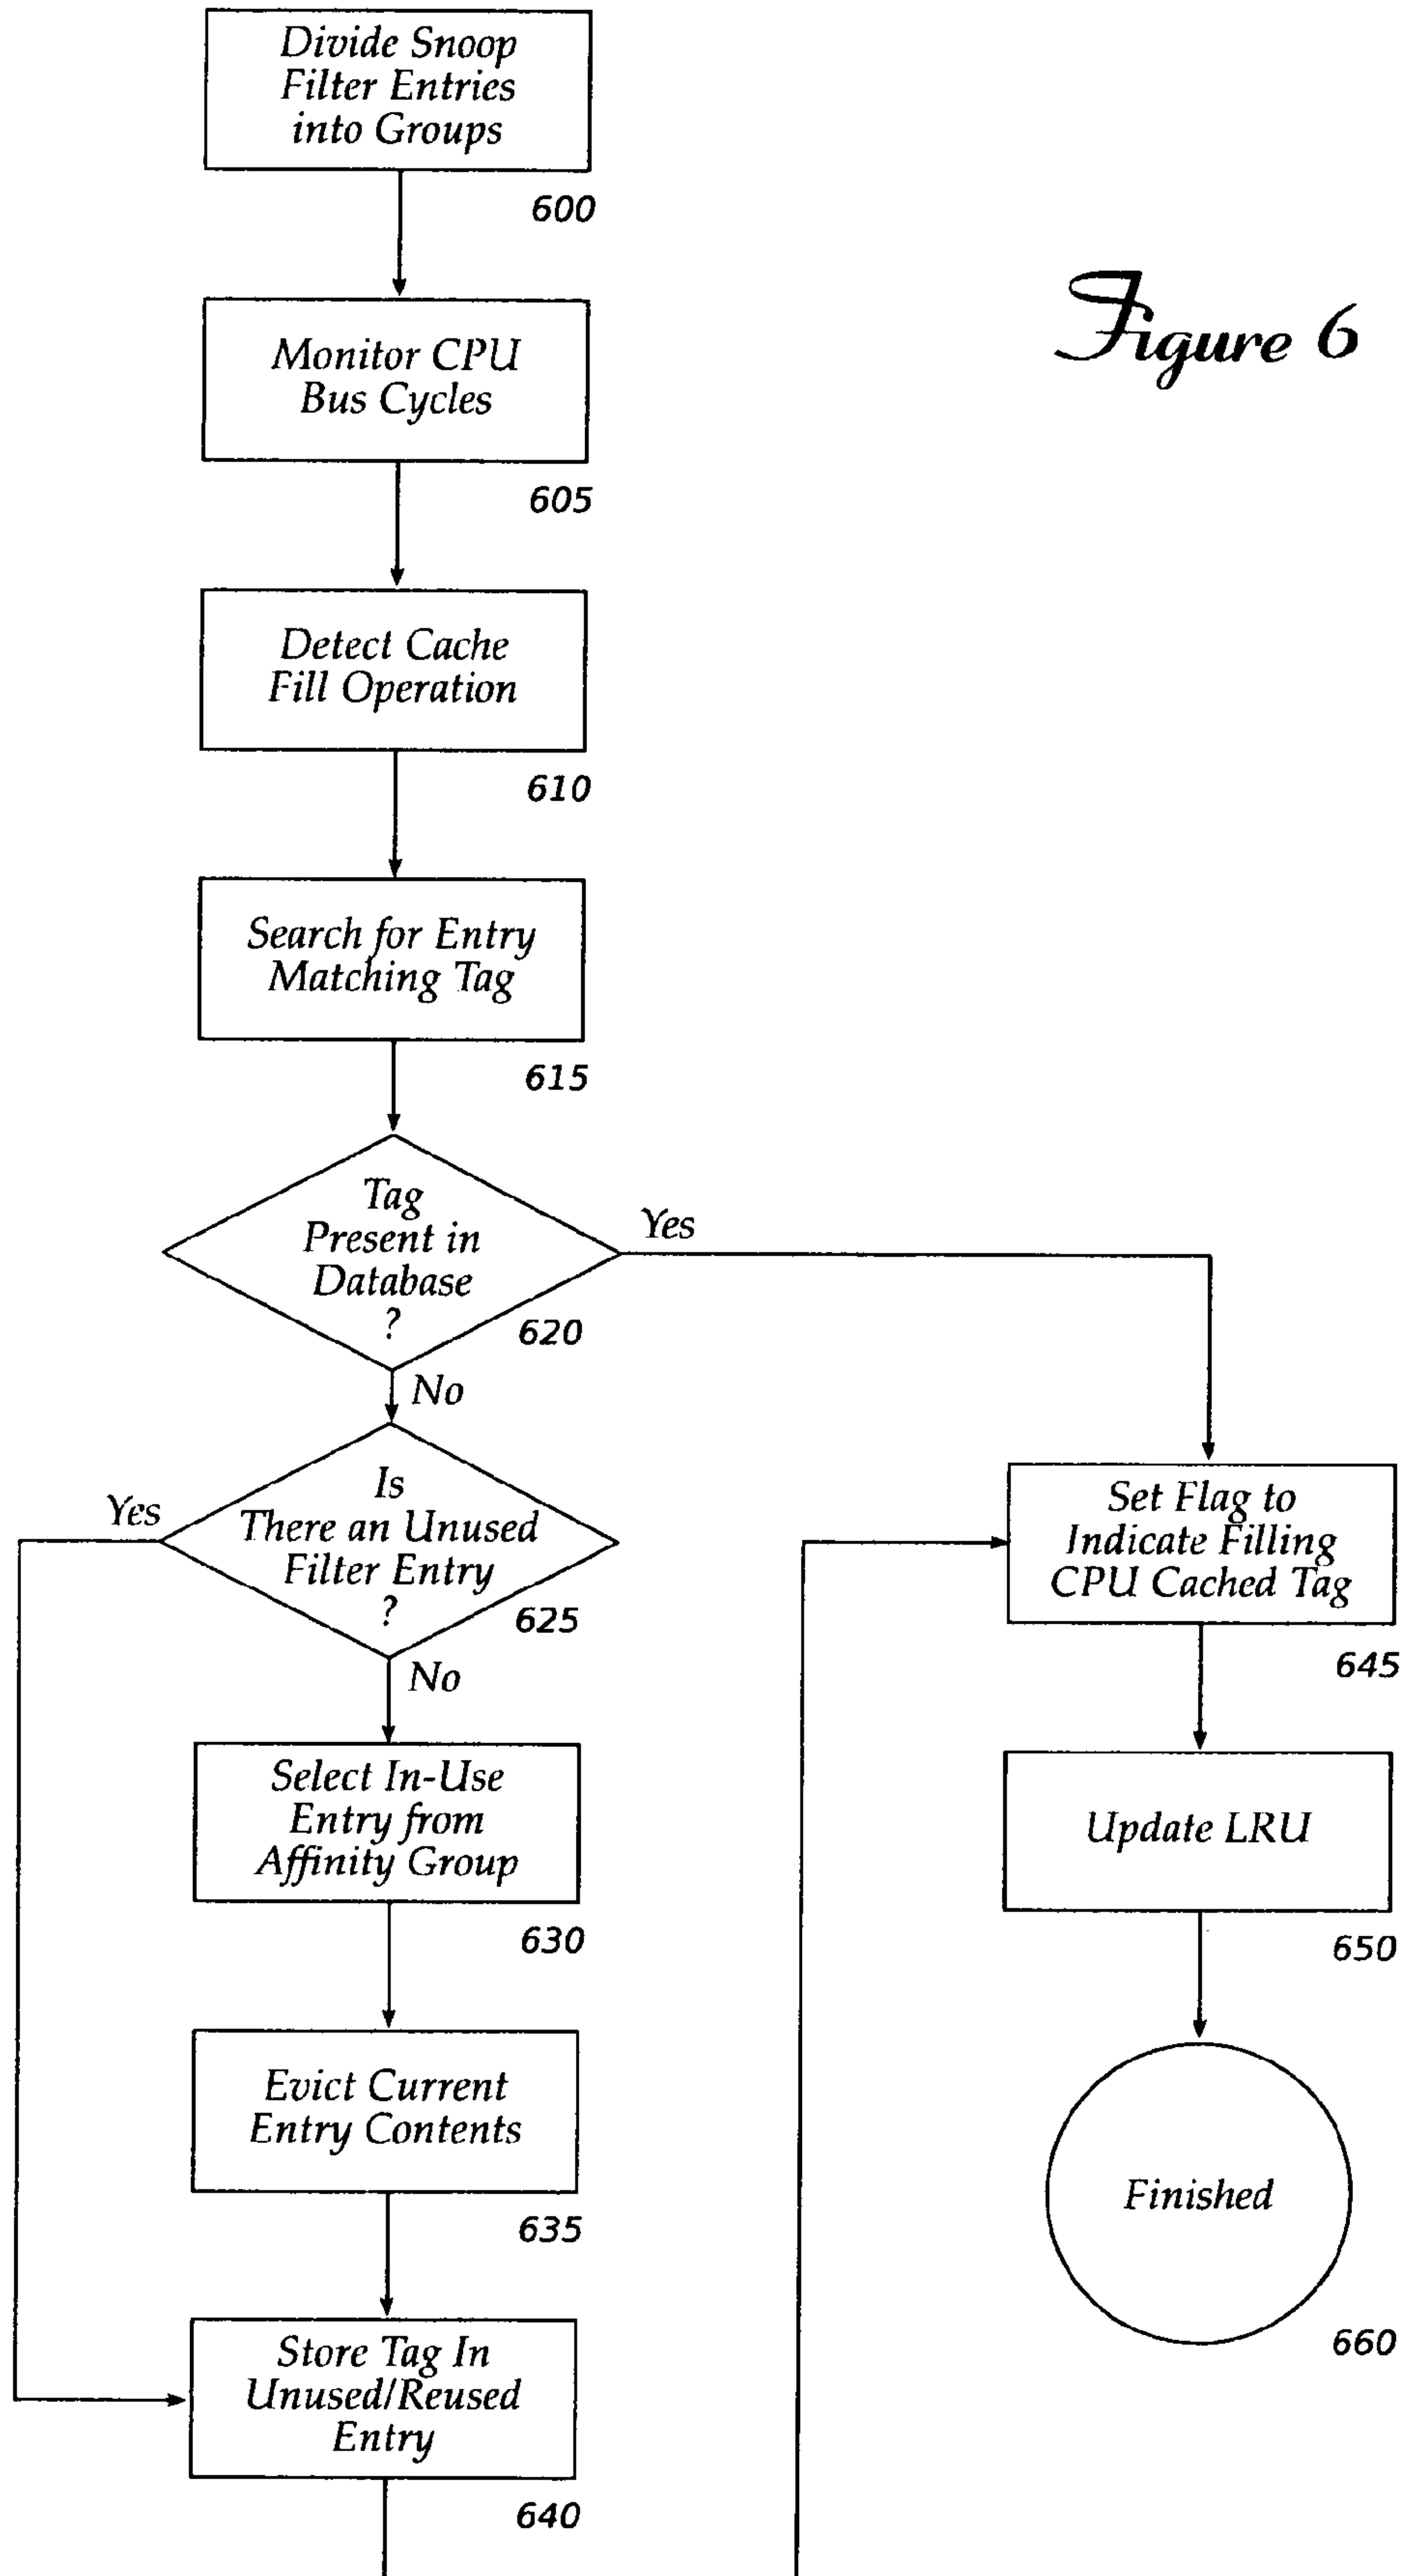 Divide Snoop
Filter Entries
into Groups
600
Figure 6
Monitor CPU
Bus Cycles
605
Detect Cache
Fill Operation
610
Search for Entry
Matching Tag
615
Tag
Present in
Database
?
620
Yes
No
Is
There an Unused
Filter Entry
?
625
Yes
No
Select In-Use
Entry from
Affinity Group
630
Evict Current
Entry Contents
635
Store Tag In
Unused/Reused
Entry
640
Set Flag to
Indicate Filling
CPU Cached Tag
645
Update LRU
650
Finished
660